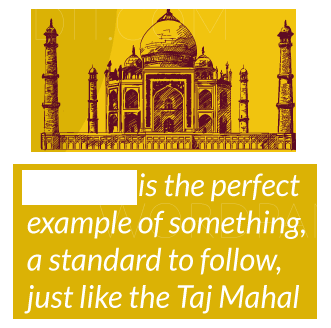 is the perfect
example of something,
a standard to follow,
just like the Taj Mahal